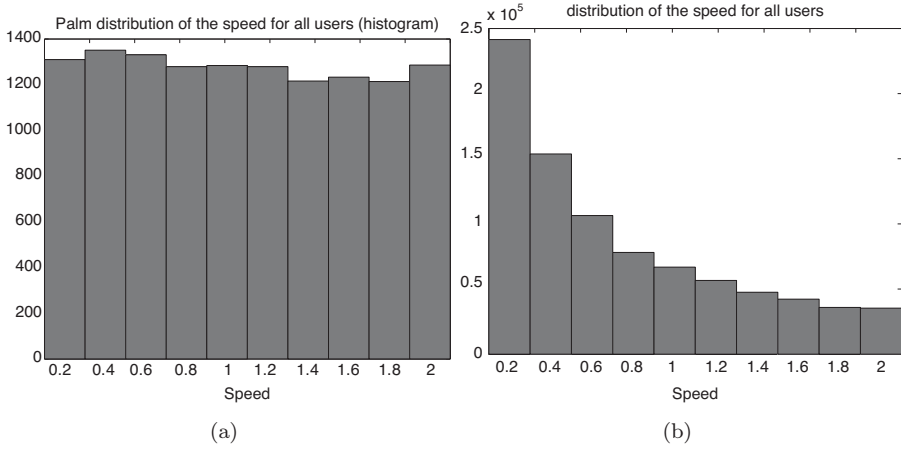 Palm distribution of the speed for all users (histogram)
1400
1200
1000
800
600
400
200
0
0.2 0.4 0.6 0.8 1 1.2 1.4 1.6 1.8 2
Speed
(a)
x 10^5
distribution of the speed for all users
2.5
2
1.5
1
0.5
0
0.2 0.4 0.6 0.8 1 1.2 1.4 1.6 1.8 2
Speed
(b)